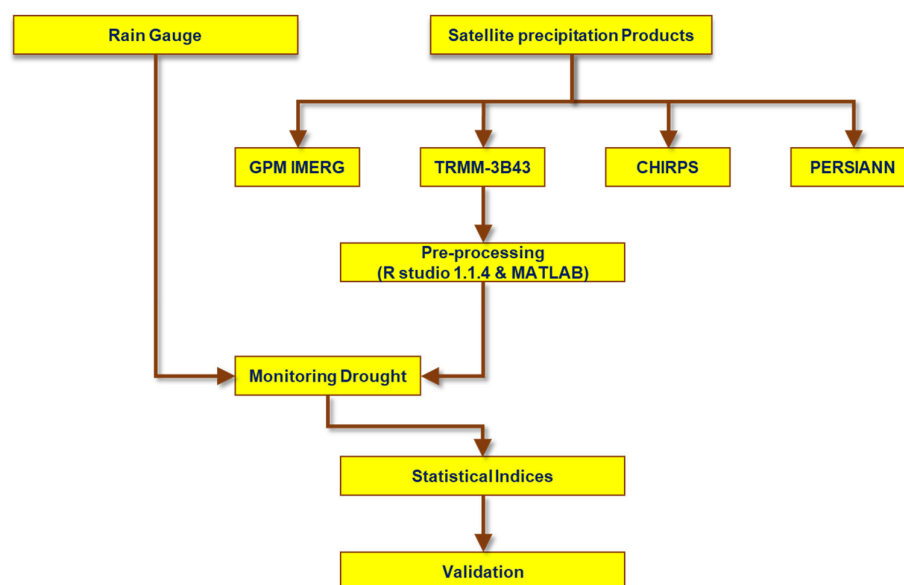 Rain Gauge
Satellite precipitation Products
GPM IMERG
TRMM-3B43
CHIRPS
PERSIANN
Pre-processing
(R studio 1.1.4 & MATLAB)
Monitoring Drought
Statistical Indices
Validation